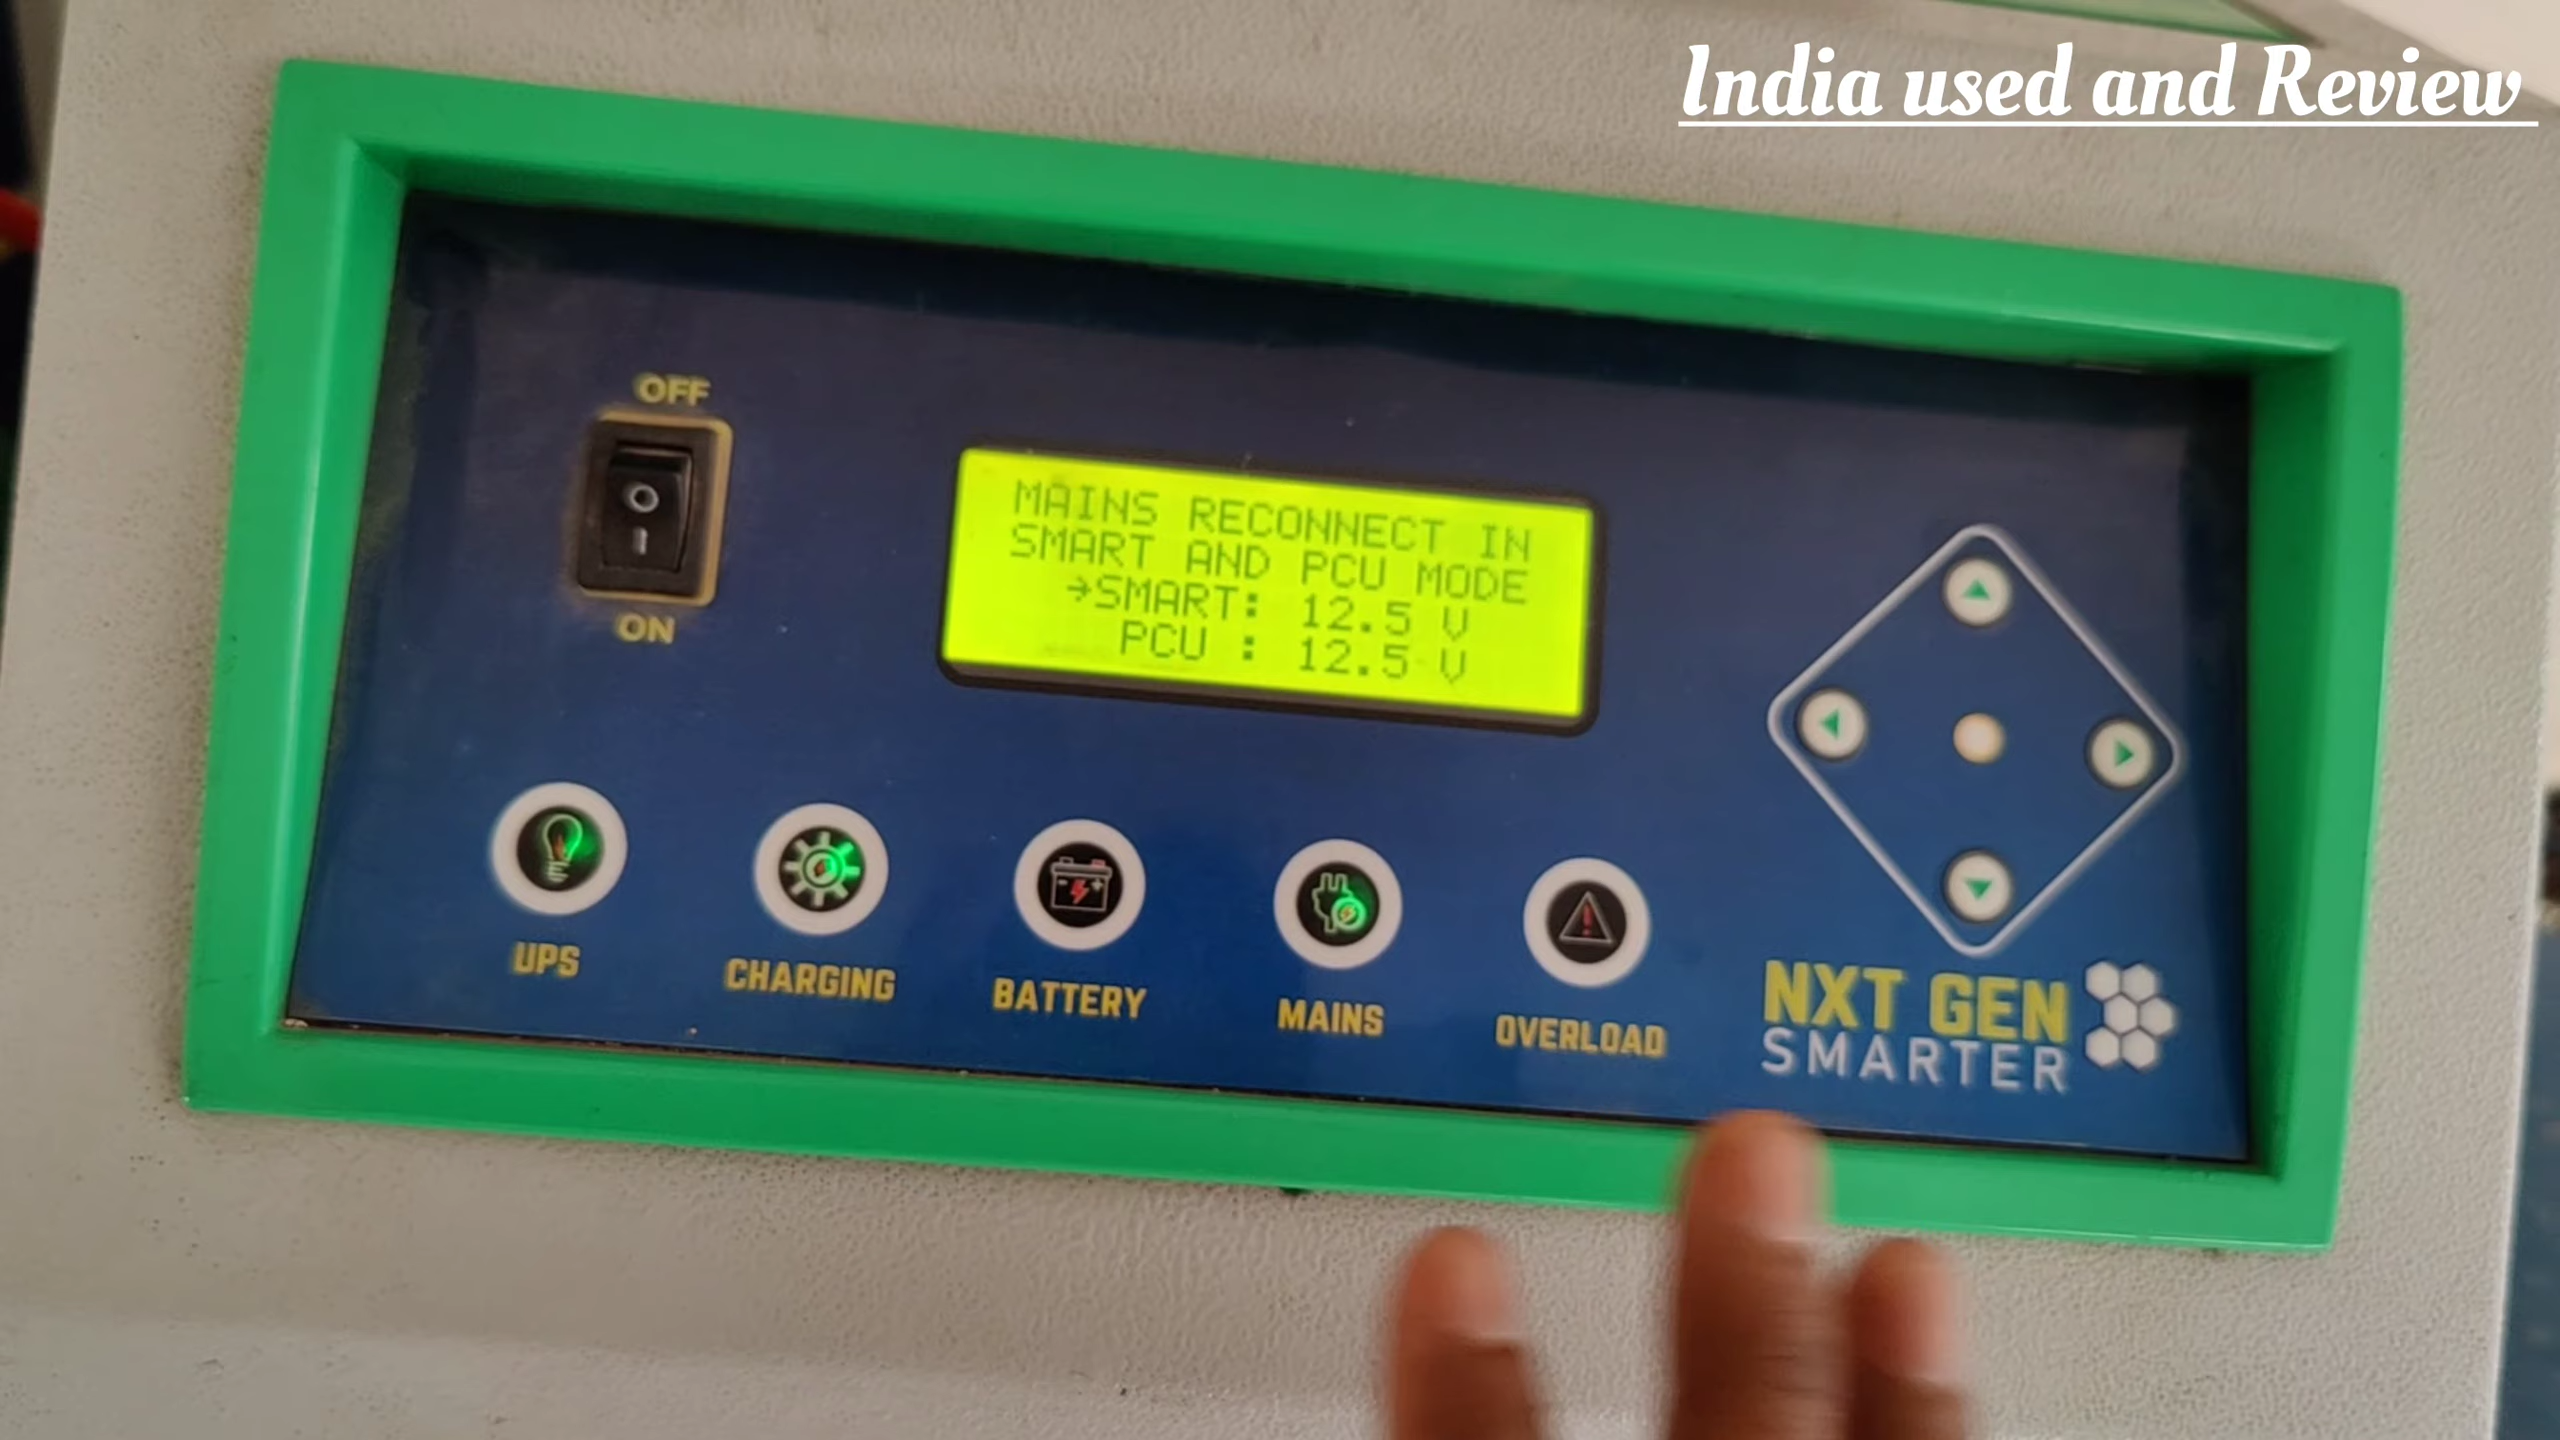 India used and Review
OFF
O
I
ON
MAINS RECONNECT IN
SMART AND PCU MODE
→SMART: 12.5 V
PCU : 12.5 V
UPS
CHARGING
BATTERY
MAINS
OVERLOAD
NXT GEN
SMARTER